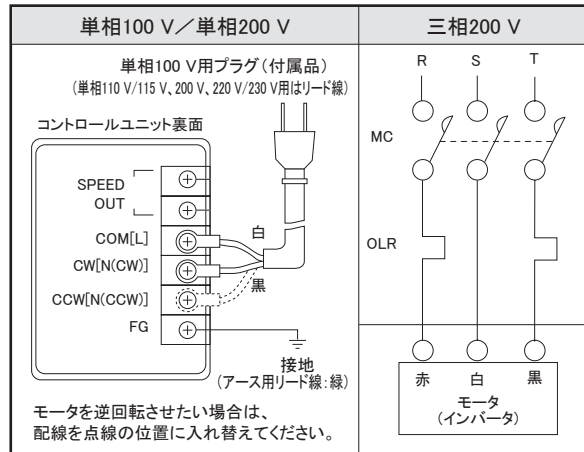 単相100 V／単相200 V
単相100 V用プラグ（付属品）
（単相110 V/115 V、200 V、220 V/230 V用はリード線）
コントロールユニット裏面
SPEED
OUT
COM[L]
CW[N(CW)]
CCW[N(CCW)]
FG
白
黒
接地
（アース用リード線：緑）
モータを逆回転させたい場合は、
配線を点線の位置に入れ替えてください。
三相200 V
R S T
MC
OLR
赤 白 黒
モータ
（インバータ）